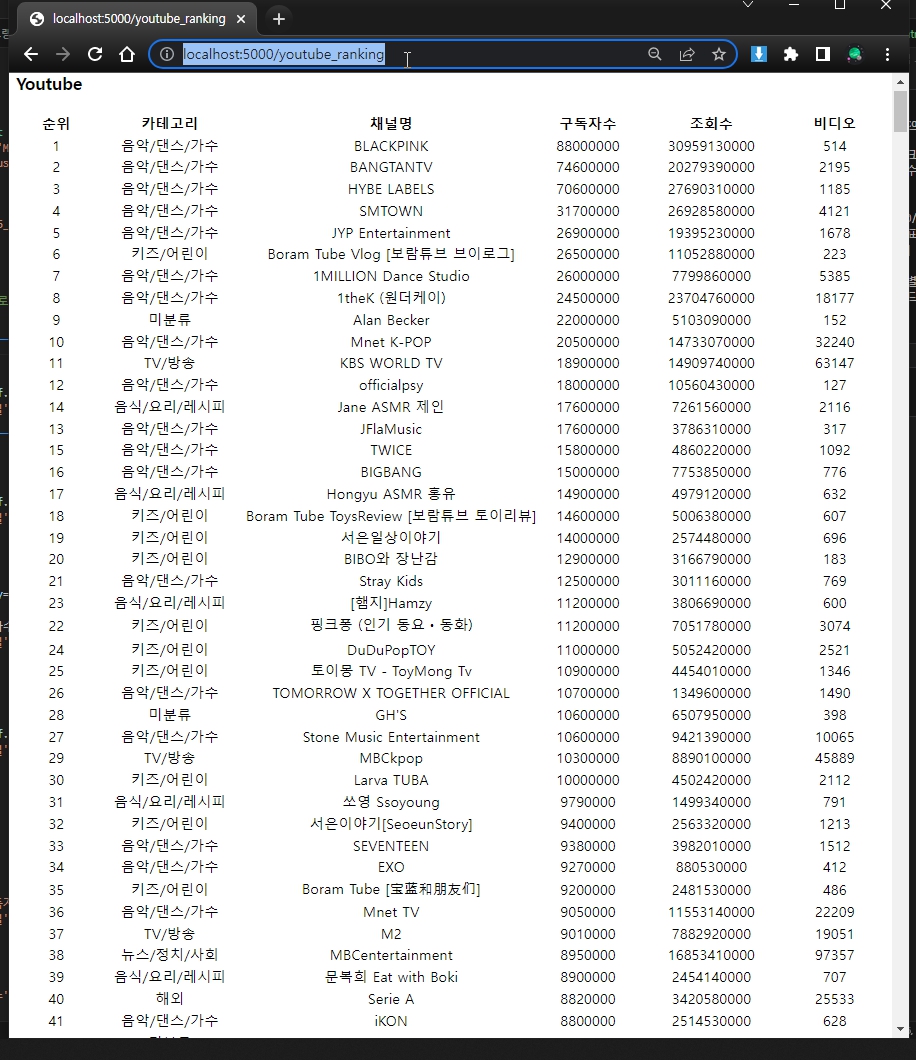 localhost:5000/youtube_ranking
localhost:5000/youtube_ranking
Youtube
순위 카테고리 채널명 구독자수 조회수 비디오
1 음악/댄스/가수 BLACKPINK 88000000 30959130000 514
2 음악/댄스/가수 BANGTANTV 74600000 20279390000 2195
3 음악/댄스/가수 HYBE LABELS 70600000 27690310000 1185
4 음악/댄스/가수 SMTOWN 31700000 26928580000 4121
5 음악/댄스/가수 JYP Entertainment 26900000 19395230000 1678
6 키즈/어린이 Boram Tube Vlog [보람튜브 브이로그] 26500000 11052880000 223
7 음악/댄스/가수 1MILLION Dance Studio 26000000 7799860000 5385
8 음악/댄스/가수 1theK (원더케이) 24500000 23704760000 18177
9 미분류 Alan Becker 22000000 5103090000 152
10 음악/댄스/가수 Mnet K-POP 20500000 14733070000 32240
11 TV/방송 KBS WORLD TV 18900000 14909740000 63147
12 음악/댄스/가수 officialpsy 18000000 10560430000 127
14 음식/요리/레시피 Jane ASMR 제인 17600000 7261560000 2116
13 음악/댄스/가수 JFlaMusic 17600000 3786310000 317
15 음악/댄스/가수 TWICE 15800000 4860220000 1092
16 음악/댄스/가수 BIGBANG 15000000 7753850000 776
17 음식/요리/레시피 Hongyu ASMR 홍유 14900000 4979120000 632
18 키즈/어린이 Boram Tube ToysReview [보람튜브 토이리뷰] 14600000 5006380000 607
19 키즈/어린이 서은일상이야기 14000000 2574480000 696
20 키즈/어린이 BIBO와 장난감 12900000 3166790000 183
21 음악/댄스/가수 Stray Kids 12500000 3011160000 769
23 음식/요리/레시피 [햄지]Hamzy 11200000 3806690000 600
22 키즈/어린이 핑크퐁 (인기 동요・동화) 11200000 7051780000 3074
24 키즈/어린이 DuDuPopTOY 11000000 5052420000 2521
25 키즈/어린이 토이몽 TV - ToyMong Tv 10900000 4454010000 1346
26 음악/댄스/가수 TOMORROW X TOGETHER OFFICIAL 10700000 1349600000 1490
28 미분류 GH'S 10600000 6507950000 398
27 음악/댄스/가수 Stone Music Entertainment 10600000 9421390000 10065
29 TV/방송 MBCkpop 10300000 8890100000 45889
30 키즈/어린이 Larva TUBA 10000000 4502420000 2112
31 음식/요리/레시피 쏘영 Ssoyoung 9790000 1499340000 791
32 키즈/어린이 서은이야기[SeoeunStory] 9400000 2563320000 1213
33 음악/댄스/가수 SEVENTEEN 9380000 3982010000 1512
34 음악/댄스/가수 EXO 9270000 880530000 412
35 키즈/어린이 Boram Tube [宝蓝和朋友们] 9200000 2481530000 486
36 음악/댄스/가수 Mnet TV 9050000 11553140000 22209
37 TV/방송 M2 9010000 7882920000 19051
38 뉴스/정치/사회 MBCentertainment 8950000 16853410000 97357
39 음식/요리/레시피 문복희 Eat with Boki 8900000 2454140000 707
40 해외 Serie A 8820000 3420580000 25533
41 음악/댄스/가수 iKON 8800000 2514530000 628